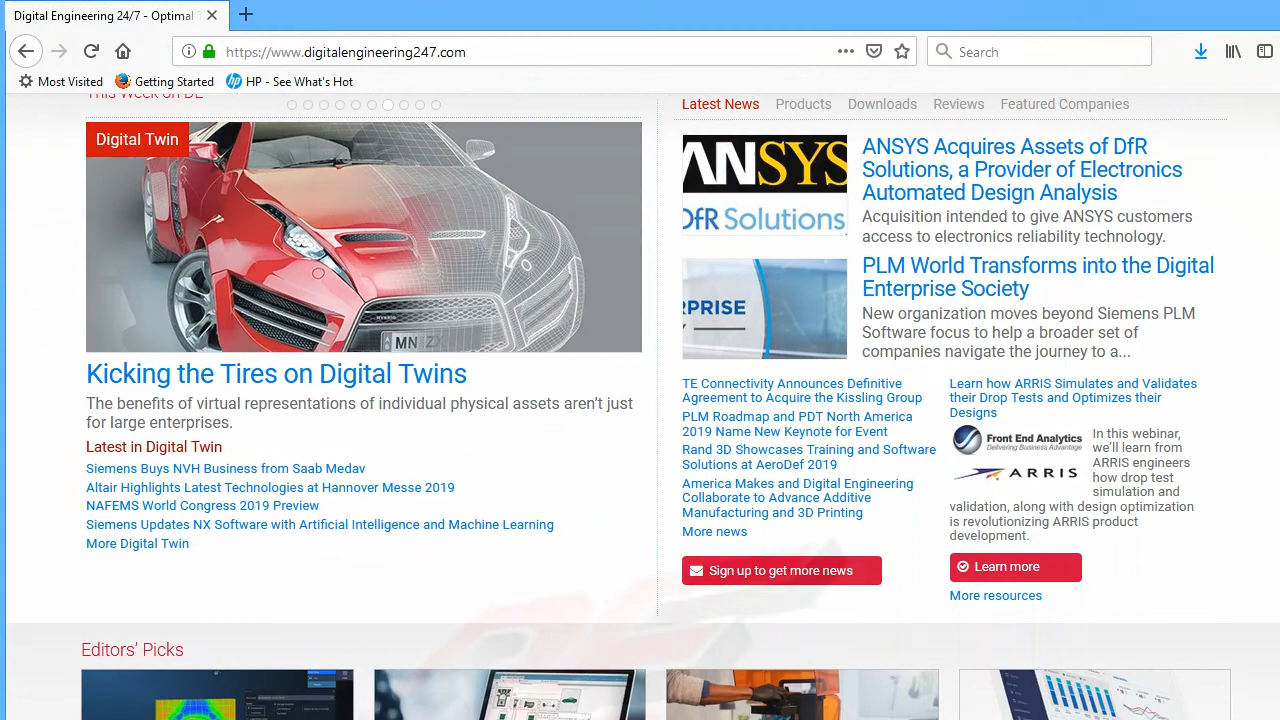 Digital Engineering 24/7 - Optimal
https://www.digitalengineering247.com
Search
Most Visited
Getting Started
HP - See What's Hot
This Week on DE
Latest News
Products
Downloads
Reviews
Featured Companies
Digital Twin
MN
Kicking the Tires on Digital Twins
The benefits of virtual representations of individual physical assets aren't just
for large enterprises.
Latest in Digital Twin
Siemens Buys NVH Business from Saab Medav
Altair Highlights Latest Technologies at Hannover Messe 2019
NAFEMS World Congress 2019 Preview
Siemens Updates NX Software with Artificial Intelligence and Machine Learning
More Digital Twin
ANSYS
DfR Solutions
ANSYS Acquires Assets of DfR
Solutions, a Provider of Electronics
Automated Design Analysis
Acquisition intended to give ANSYS customers
access to electronics reliability technology.
RPRISE
Y
PLM World Transforms into the Digital
Enterprise Society
New organization moves beyond Siemens PLM
Software focus to help a broader set of
companies navigate the journey to a...
TE Connectivity Announces Definitive
Agreement to Acquire the Kissling Group
PLM Roadmap and PDT North America
2019 Name New Keynote for Event
Rand 3D Showcases Training and Software
Solutions at AeroDef 2019
America Makes and Digital Engineering
Collaborate to Advance Additive
Manufacturing and 3D Printing
More news
Sign up to get more news
Learn how ARRIS Simulates and Validates
their Drop Tests and Optimizes their
Designs
Front End Analytics
Delivering Business Advantage
ARRIS
In this webinar,
we'll learn from
ARRIS engineers
how drop test
simulation and
validation, along with design optimization
is revolutionizing ARRIS product
development.
Learn more
More resources
Editors' Picks